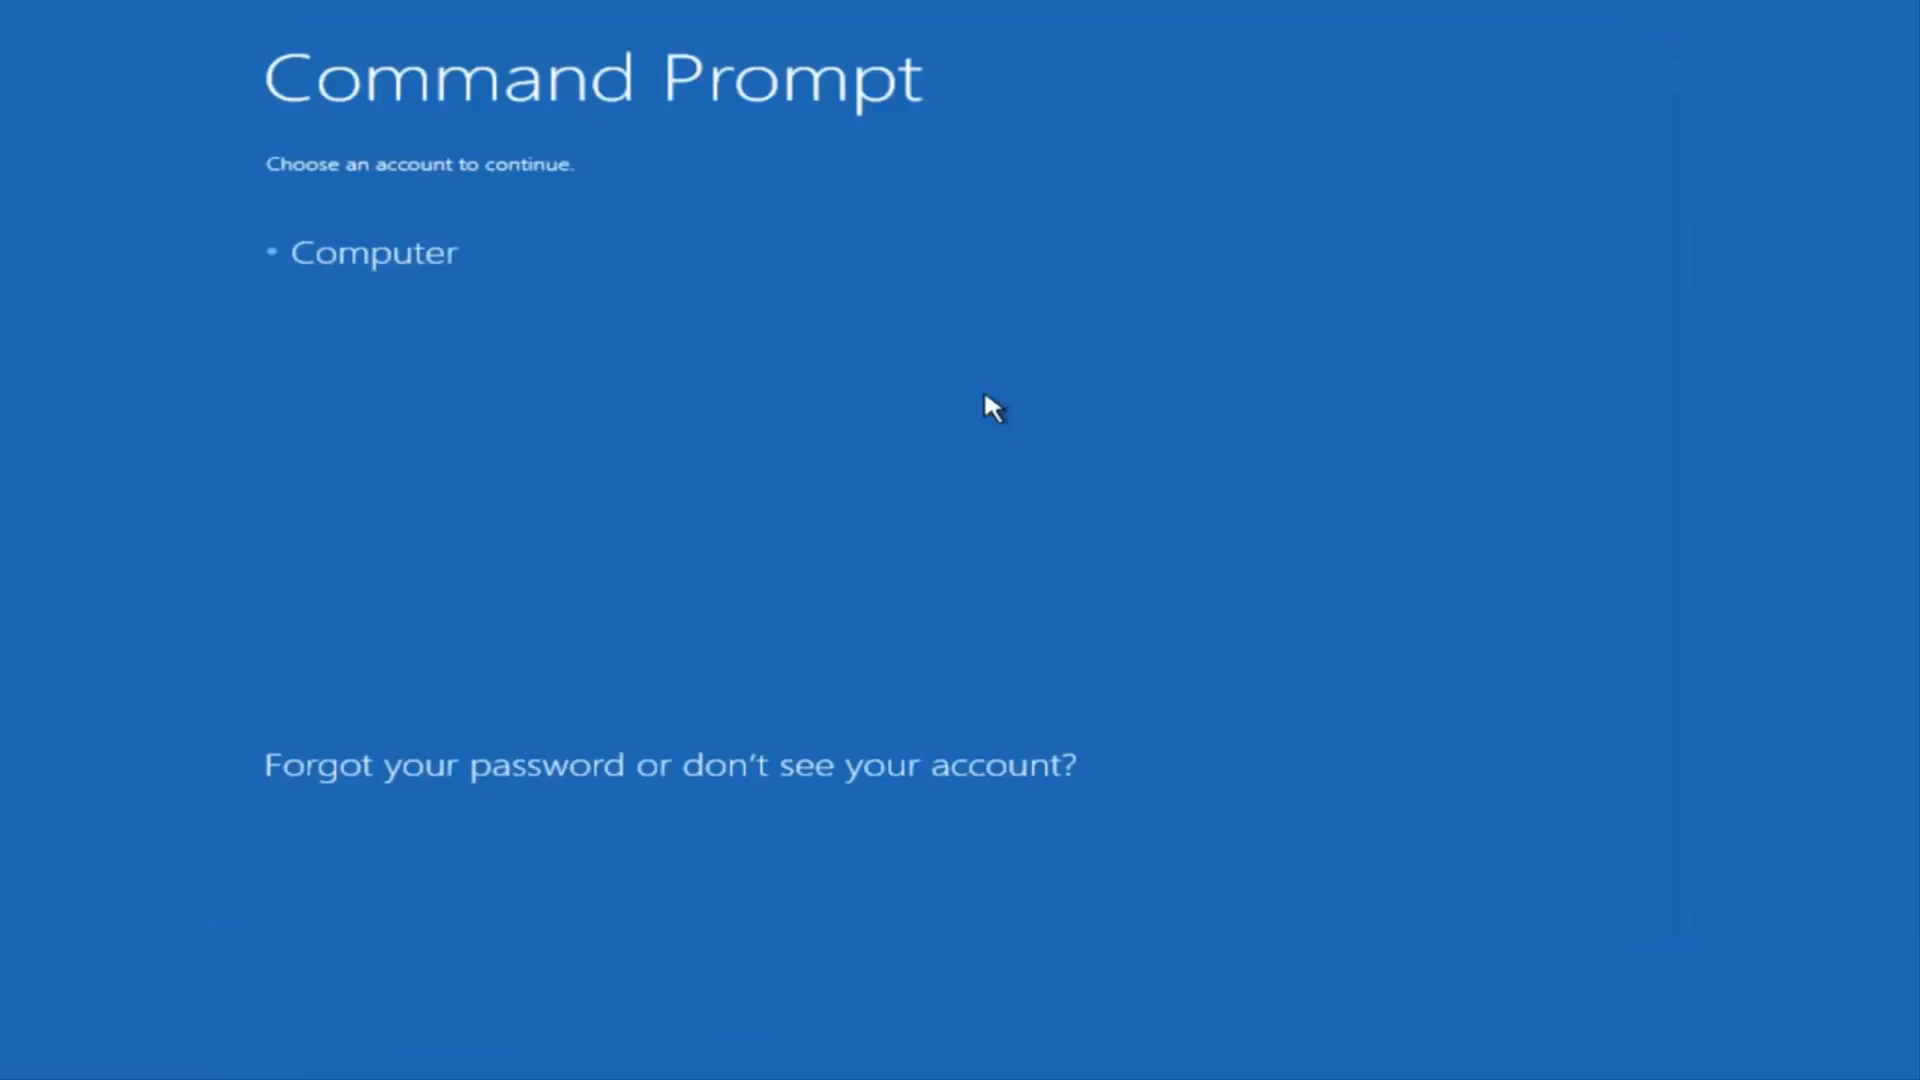 Command Prompt
Choose an account to continue.
• Computer
Forgot your password or don't see your account?